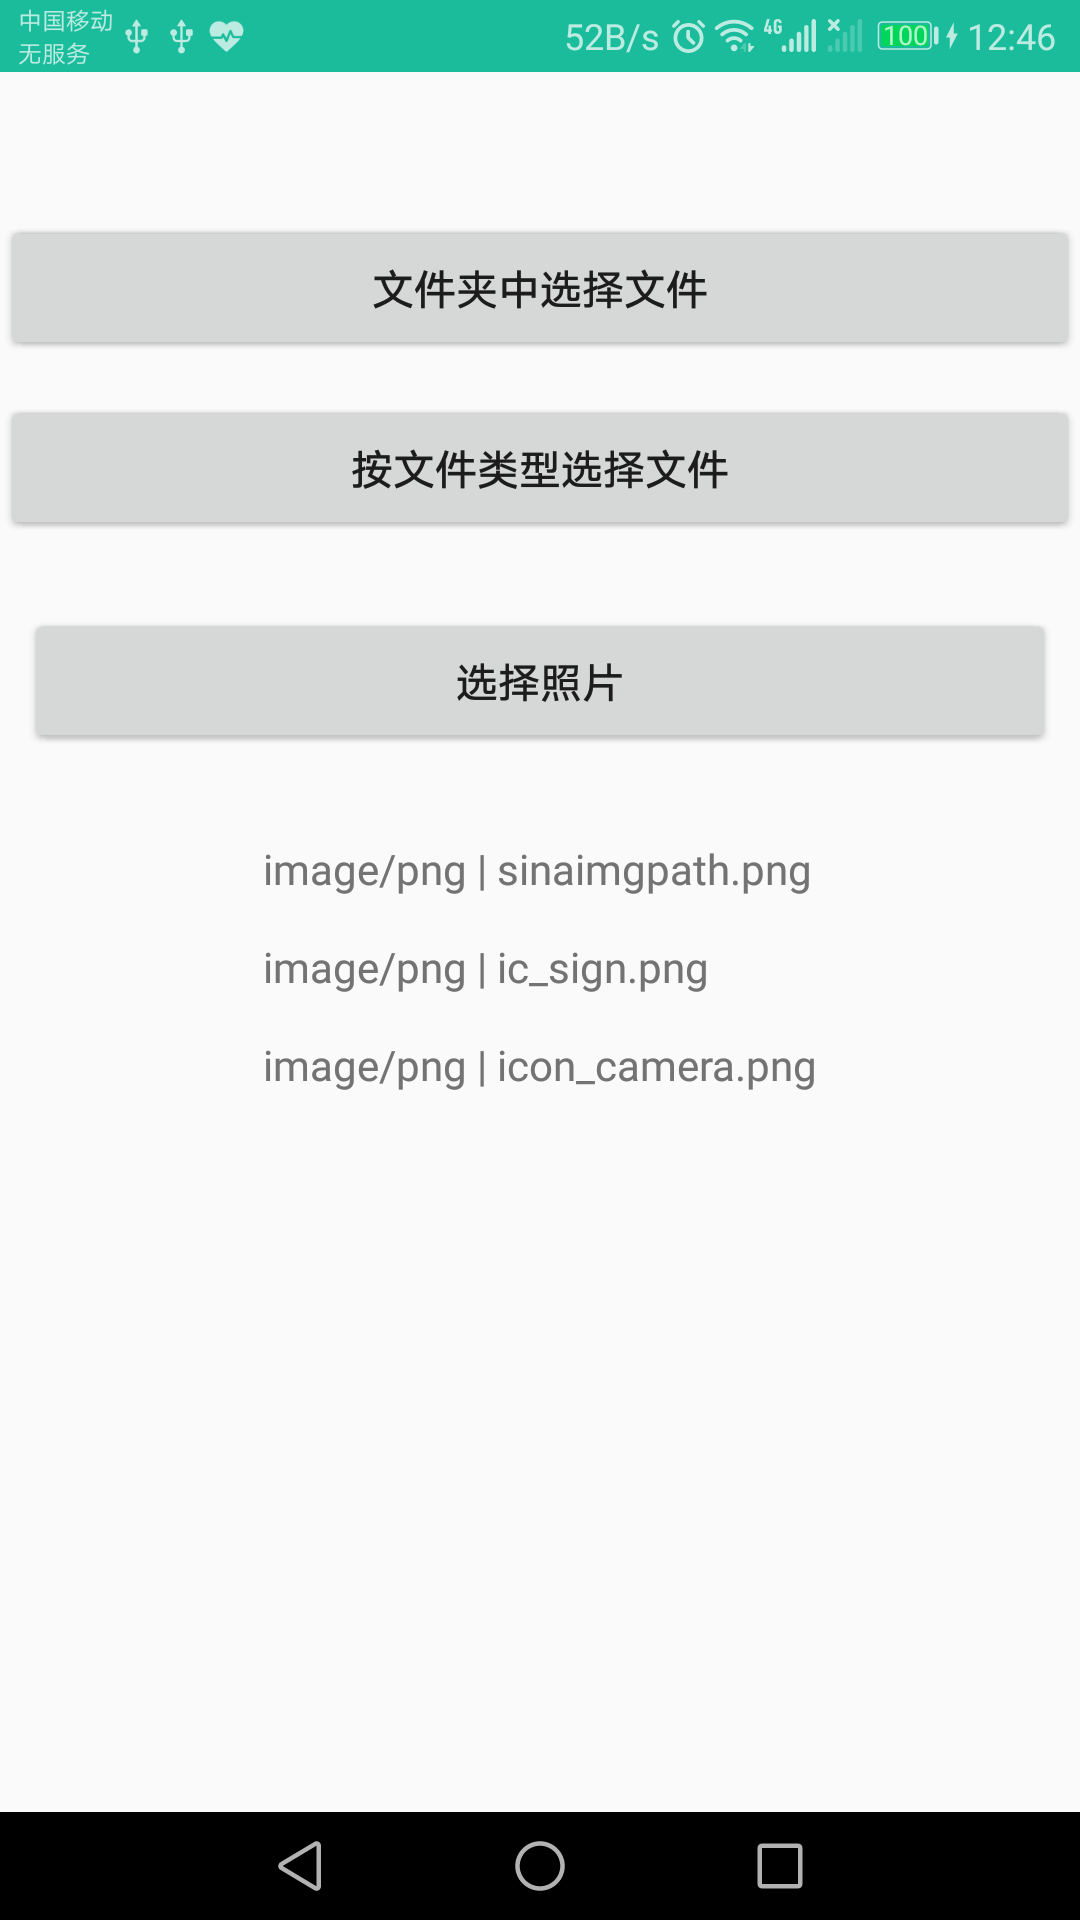 中国移动
无服务
52B/s 4G 100 12:46
文件夹中选择文件
按文件类型选择文件
选择照片
image/png | sinaimgpath.png
image/png | ic_sign.png
image/png | icon_camera.png